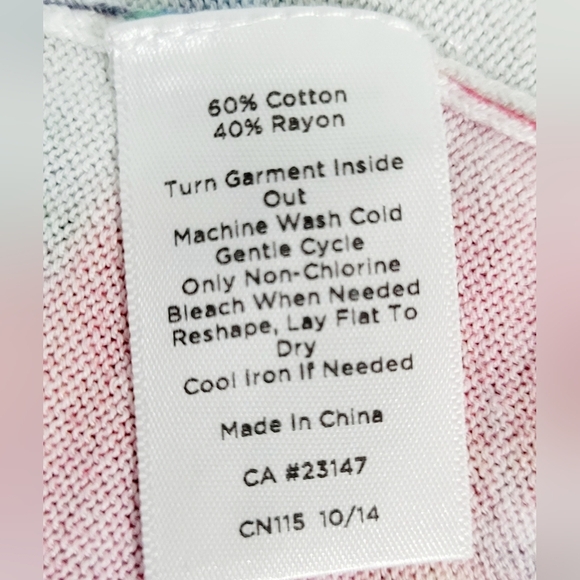 60% Cotton
40% Rayon
Turn Garment Inside
Out
Machine Wash Cold
Gentle Cycle
Only Non-Chlorine
Bleach When Needed
Reshape, Lay Flat To
Dry
Cool Iron If Needed
Made In China
CA #23147
CN115 10/14